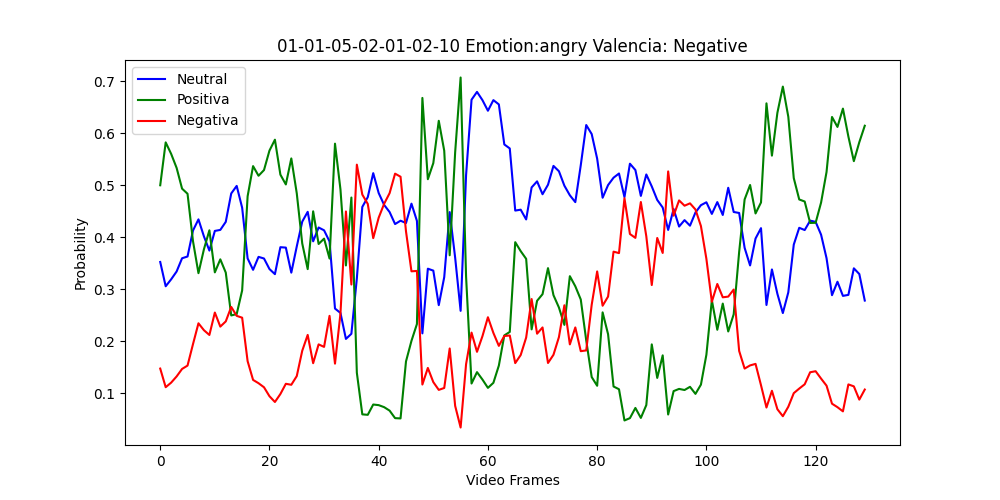 01-01-05-02-01-02-10 Emotion:angry Valencia: Negative
Neutral
Positiva
Negativa
Probability
0.7
0.6
0.5
0.4
0.3
0.2
0.1
0 20 40 60 80 100 120
Video Frames